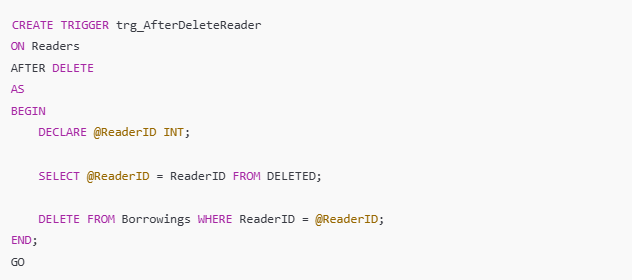 CREATE TRIGGER trg_AfterDeleteReader
ON Readers
AFTER DELETE
AS
BEGIN
    DECLARE @ReaderID INT;
    SELECT @ReaderID = ReaderID FROM DELETED;
    DELETE FROM Borrowings WHERE ReaderID = @ReaderID;
END;
GO